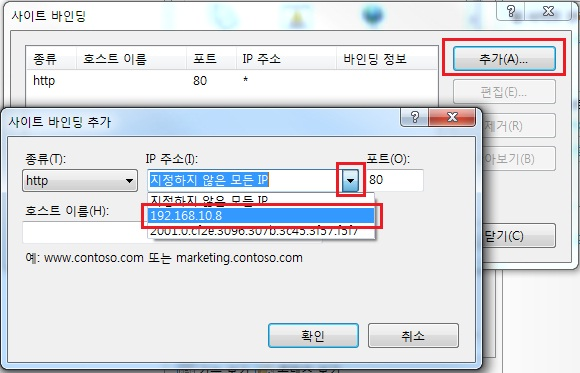 사이트 바인딩
종류 호스트 이름 포트 IP 주소 바인딩 정보
http 80 *
추가(A)...
편집(E)...
제거(R)
아보기(B)
닫기(C)
사이트 바인딩 추가
종류(T): IP 주소(I): 포트(O):
http 지정하지 않은 모든 IP 80
지정하지 않은 모든 IP
호스트 이름(H): 192.168.10.8
2001:0:cf2e:3096:307b:3c45:3f57:f5f7
예: www.contoso.com 또는 marketing.contoso.com
확인 취소